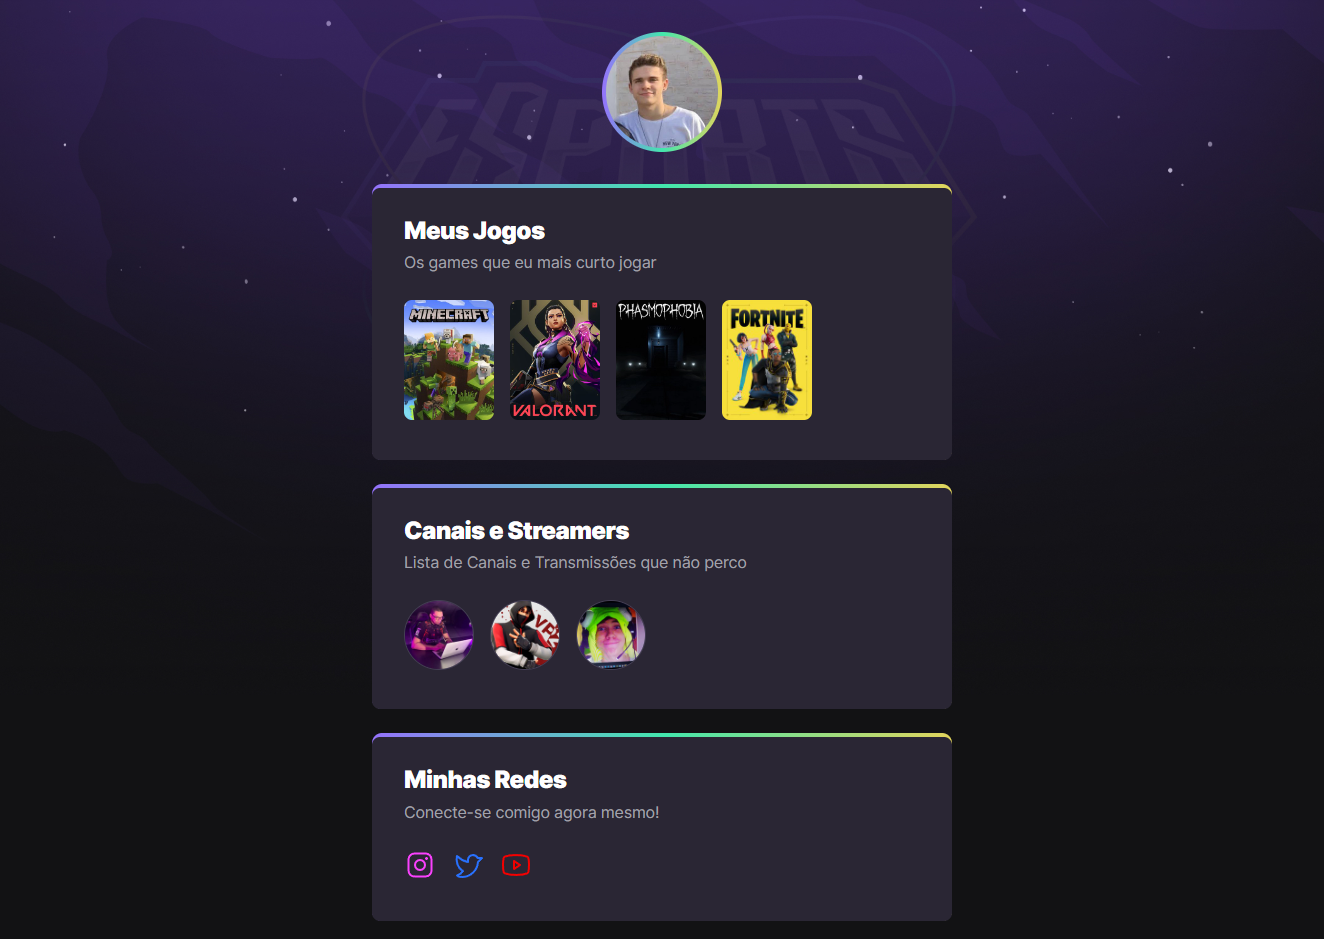 ESPORTS
Meus Jogos
Os games que eu mais curto jogar
MINECRAFT
VALORANT
PHASMOPHOBIA
FORTNITE
Canais e Streamers
Lista de Canais e Transmissões que não perco
Minhas Redes
Conecte-se comigo agora mesmo!